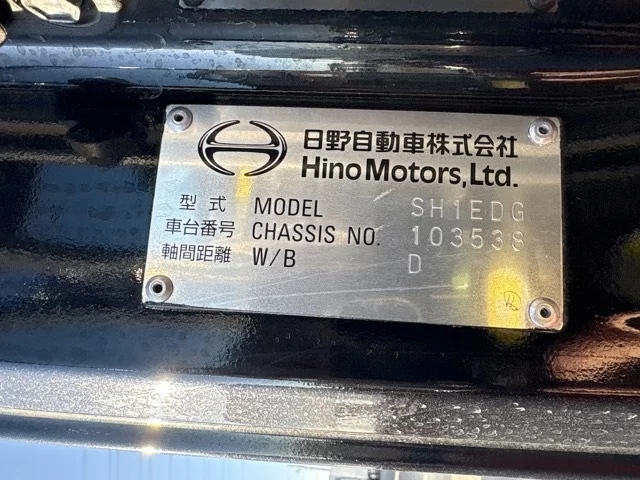 日野自動車株式会社
Hino Motors, Ltd.
型式 MODEL SH1EDG
車台番号 CHASSIS NO. 103538
軸間距離 W/B D